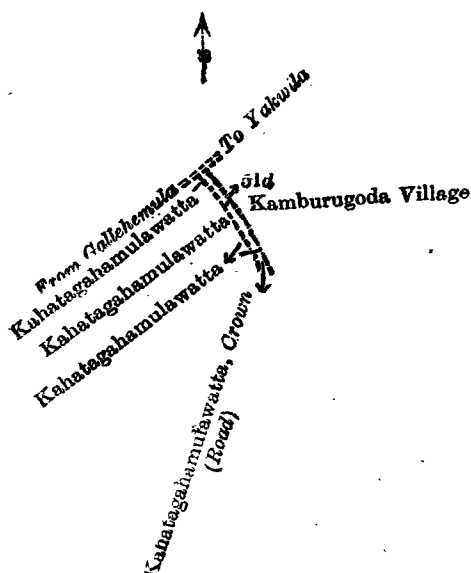 To Yakwila
old
Kamburugoda Village
From Gallehemula
Kahatagahamulawatta
Kahatagahamulawatta
Kahatagahamulawatta
Kahatagahamulawatta, Crown
(Road)